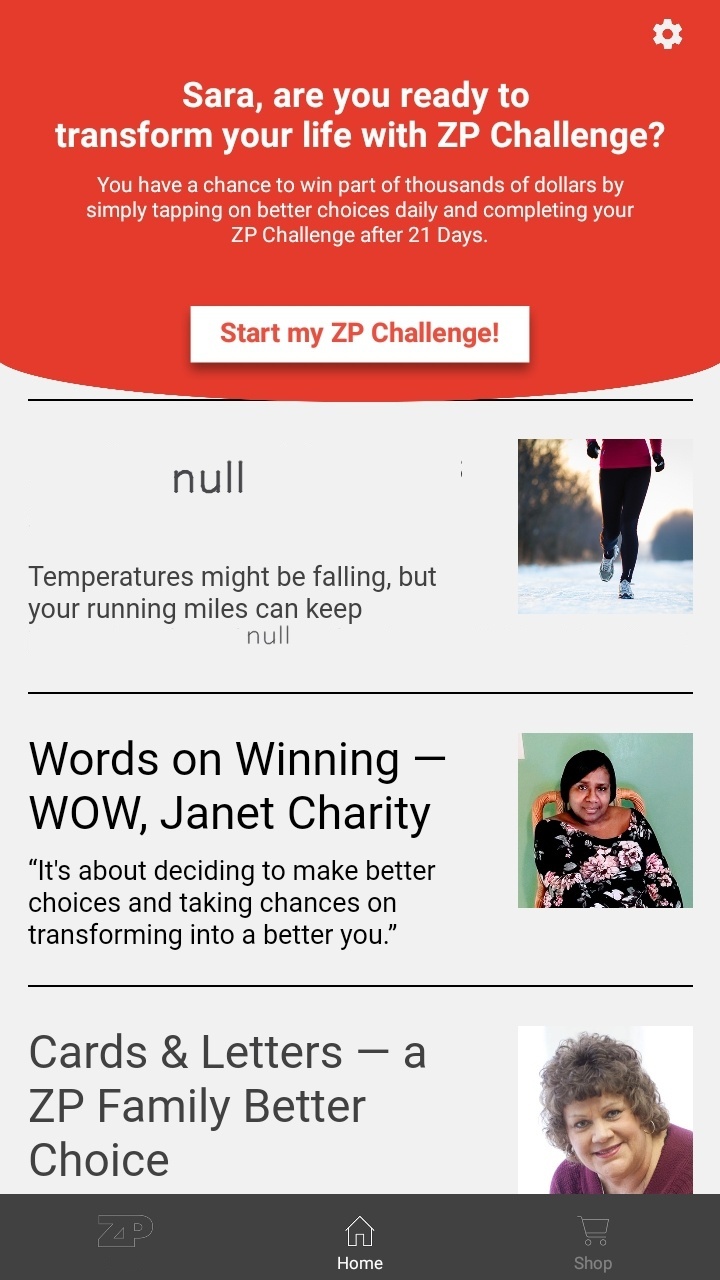 Sara, are you ready to
transform your life with ZP Challenge?
You have a chance to win part of thousands of dollars by
simply tapping on better choices daily and completing your
ZP Challenge after 21 Days.
Start my ZP Challenge!
null
Temperatures might be falling, but
your running miles can keep
null
Words on Winning —
WOW, Janet Charity
“It's about deciding to make better
choices and taking chances on
transforming into a better you.”
Cards & Letters — a
ZP Family Better
Choice
ZP
Home
Shop